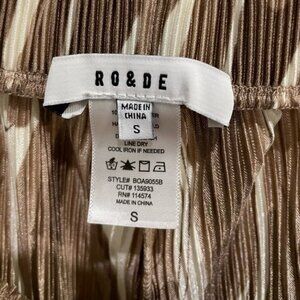 RO&DE
MADE IN
CHINA
S
LINE DRY
COOL IRON IF NEEDED
STYLE# BOA9055B
CUT# 135933
RN# 114574
MADE IN CHINA
S